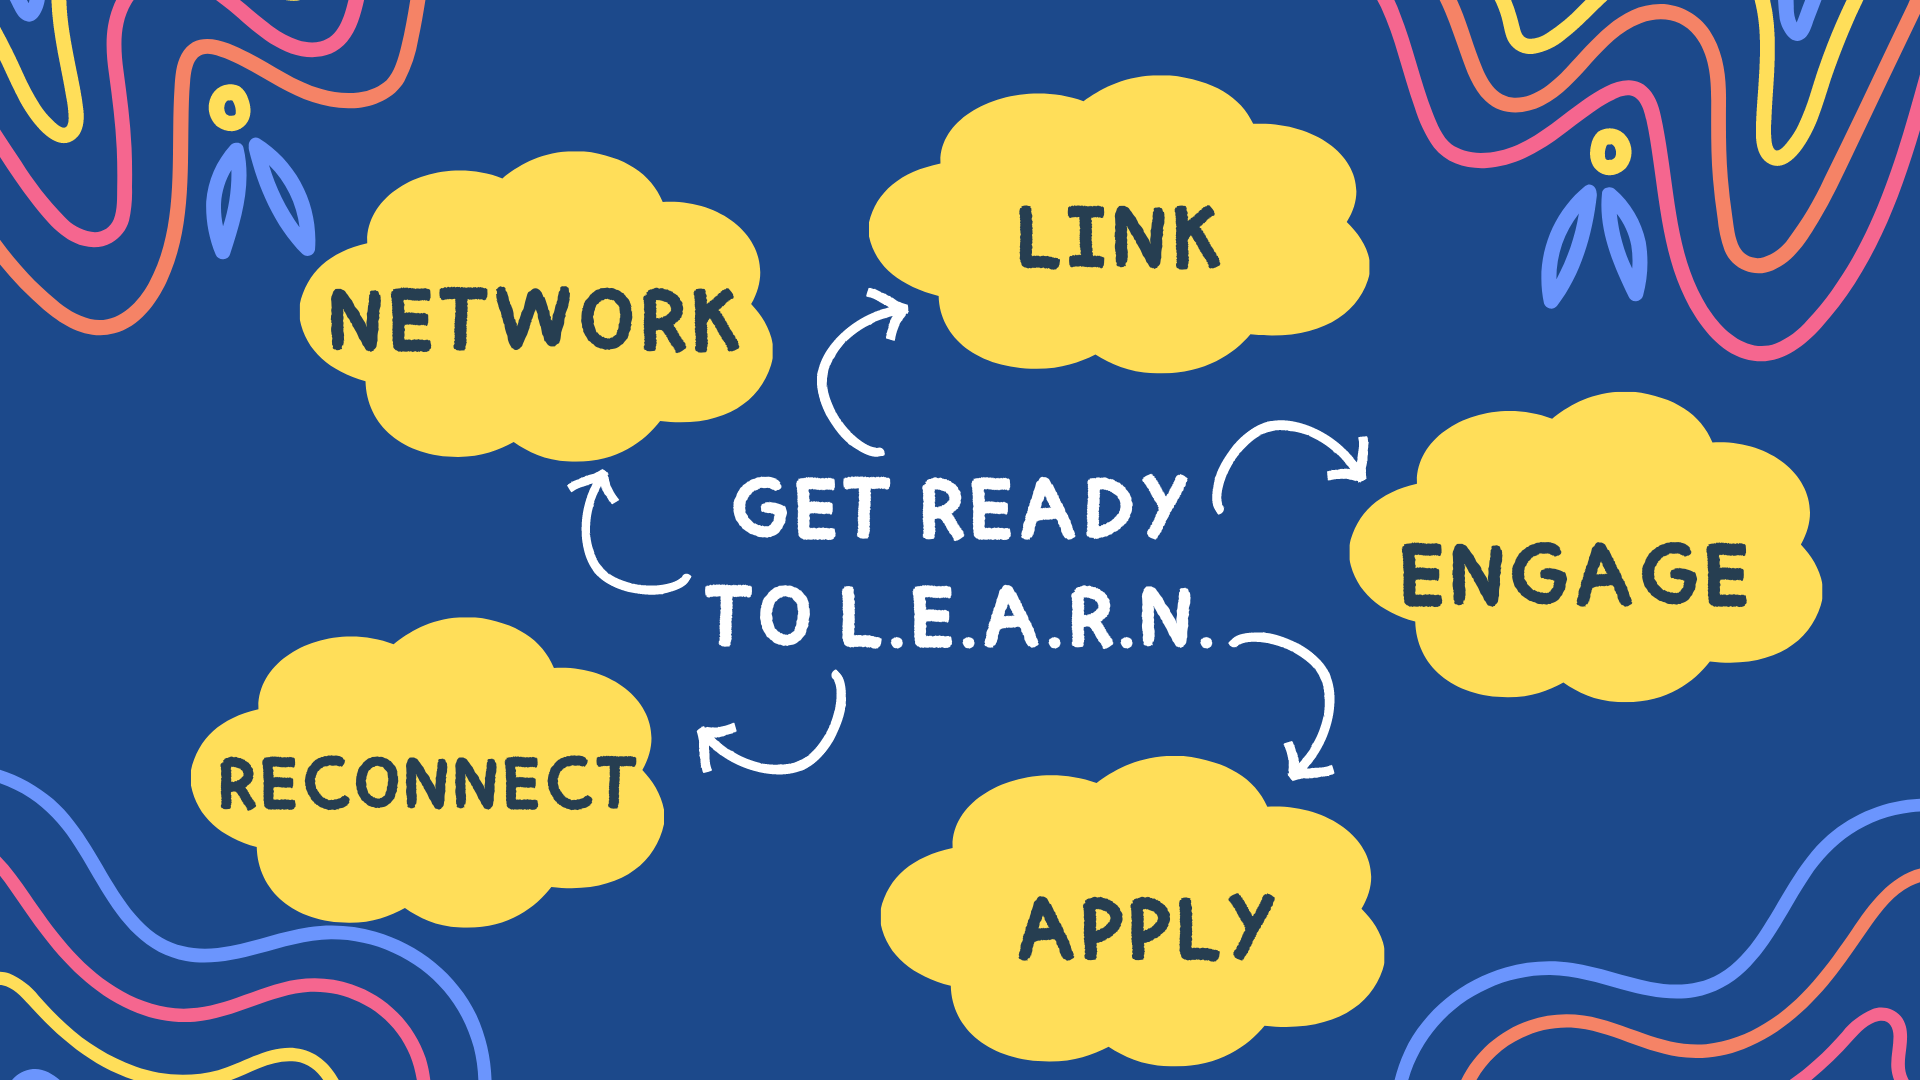 LINK
NETWORK
GET READY
TO L.E.A.R.N.
ENGAGE
RECONNECT
APPLY